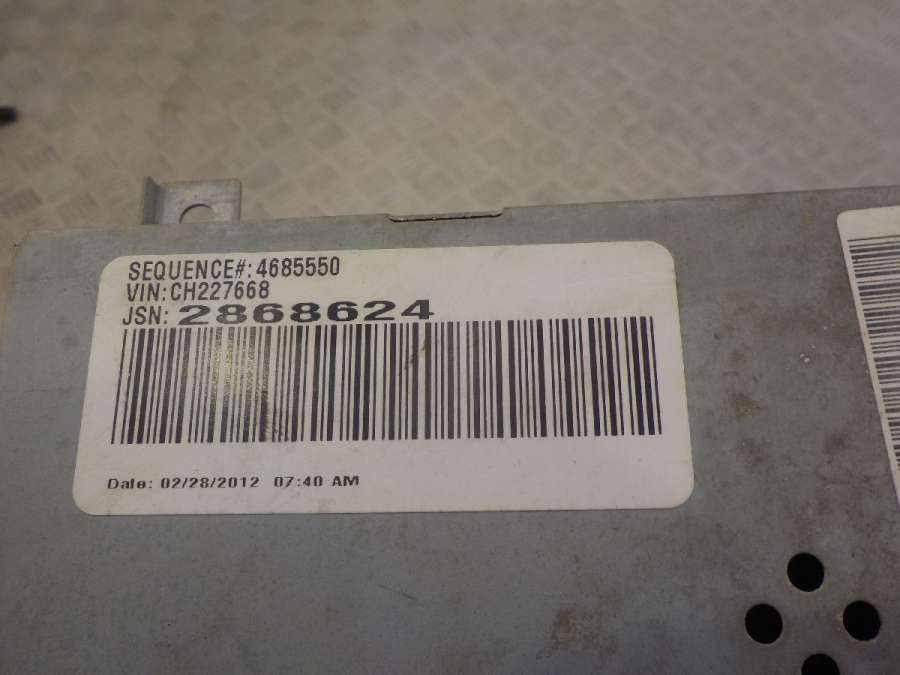 SEQUENCE#: 4685550
VIN: CH227668
JSN: 2868624
Date: 02/28/2012 07:40 AM